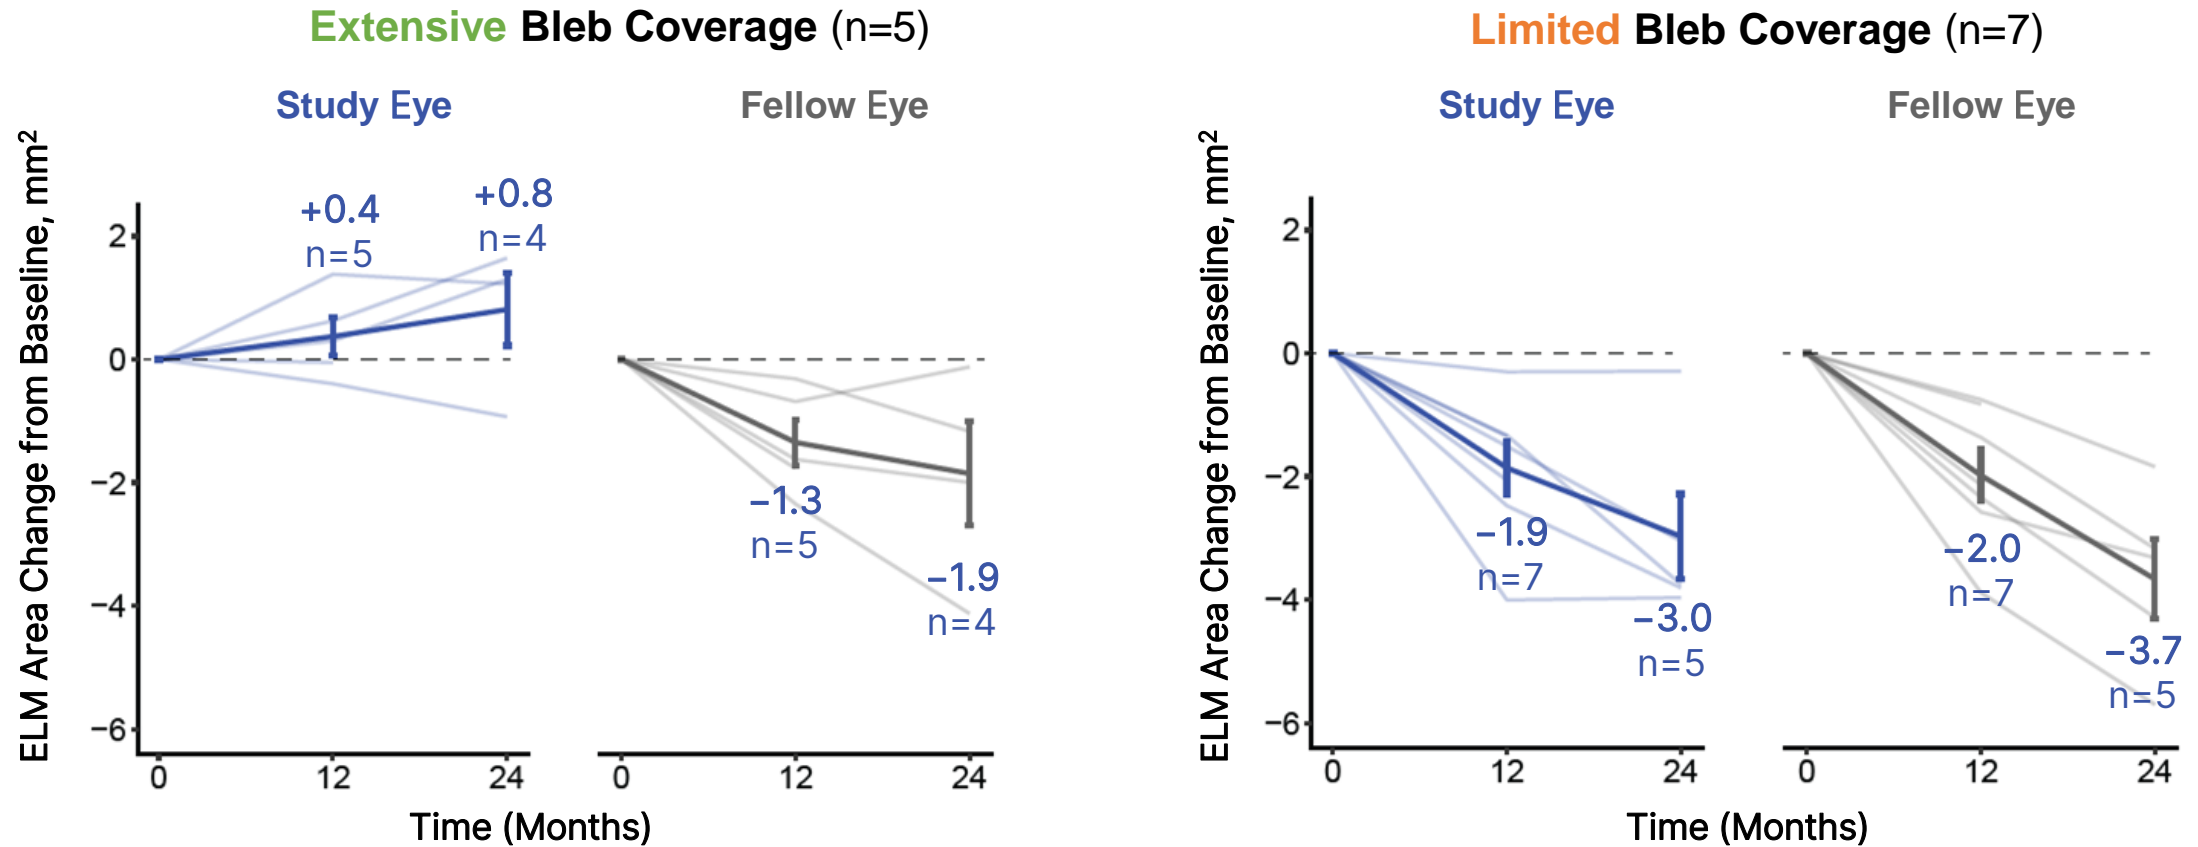 Extensive Bleb Coverage (n=5)
Study Eye
Fellow Eye
ELM Area Change from Baseline, mm²
2
0
−2
−4
−6
+0.4
n=5
+0.8
n=4
−1.3
n=5
−1.9
n=4
0
12
24
0
12
24
Time (Months)
Limited Bleb Coverage (n=7)
Study Eye
Fellow Eye
ELM Area Change from Baseline, mm²
2
0
−2
−4
−6
−1.9
n=7
−3.0
n=5
−2.0
n=7
−3.7
n=5
0
12
24
0
12
24
Time (Months)